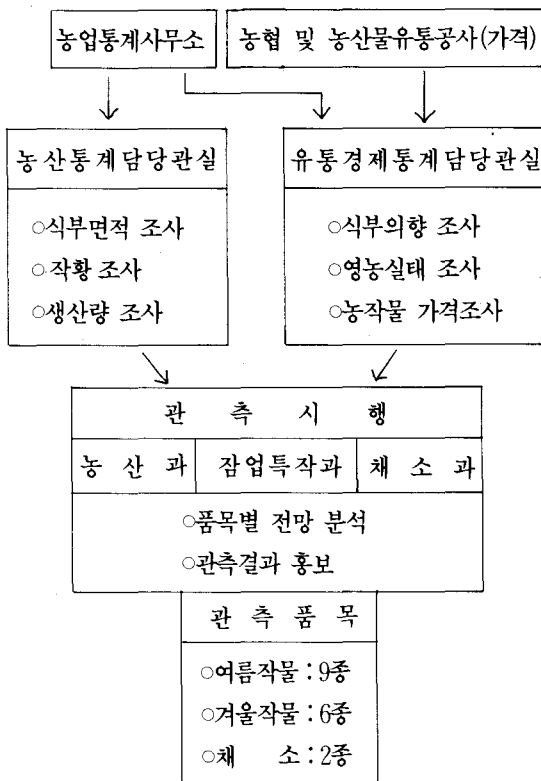 농업통계사무소
농협 및 농산물유통공사(가격)
농산통계담당관실
○식부면적 조사
○작황 조사
○생산량 조사
유통경제통계담당관실
○식부의향 조사
○영농실태 조사
○농작물 가격조사
관 측 시 행
농 산 과 잠업특작과 채 소 과
○품목별 전망 분석
○관측결과 홍보
관 측 품 목
○여름작물 : 9종
○겨울작물 : 6종
○채 소 : 2종